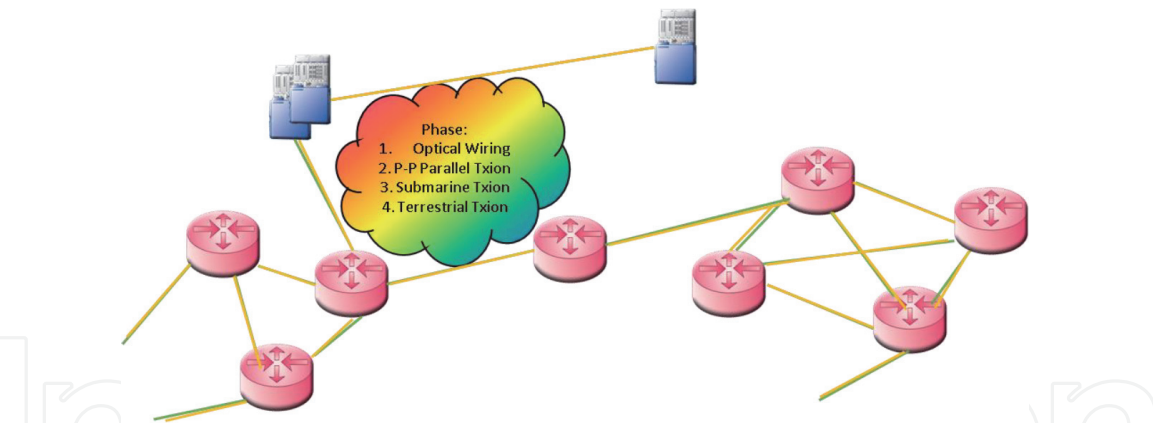 Phase:
1. Optical Wiring
2. P-P Parallel Txion
3. Submarine Txion
4. Terrestrial Txion